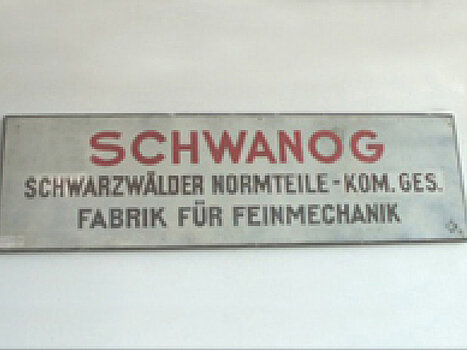 SCHWANOG
SCHWARZWÄLDER NORMTEILE-KOM. GES.
FABRIK FÜR FEINMECHANIK